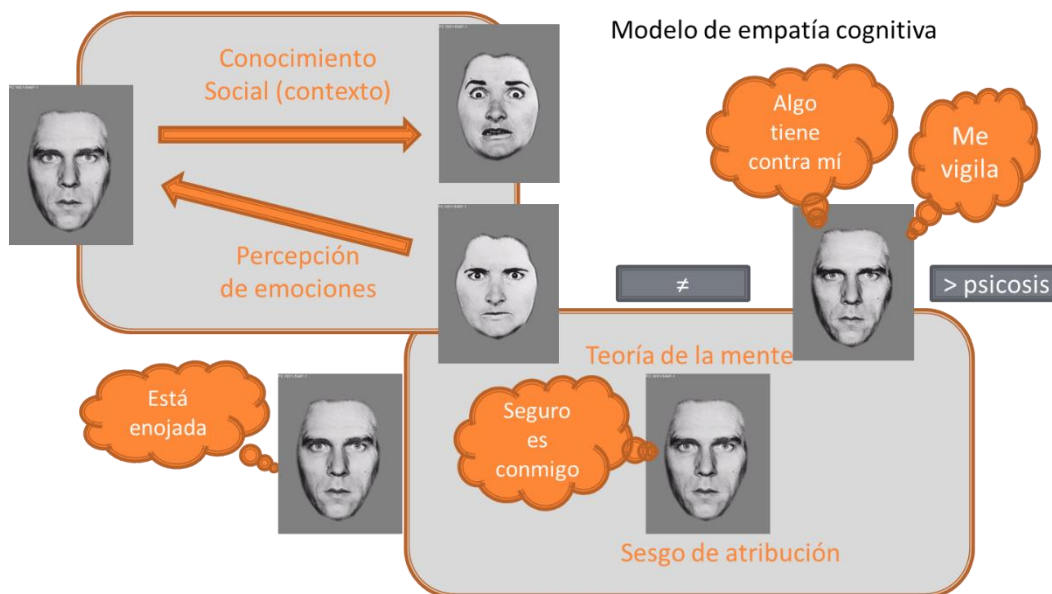 Modelo de empatía cognitiva
Conocimiento
Social (contexto)
Percepción
de emociones
Algo
tiene
contra mí
Me
vigila
≠
> psicosis
Teoría de la mente
Está
enojada
Seguro
es
conmigo
Sesgo de atribución